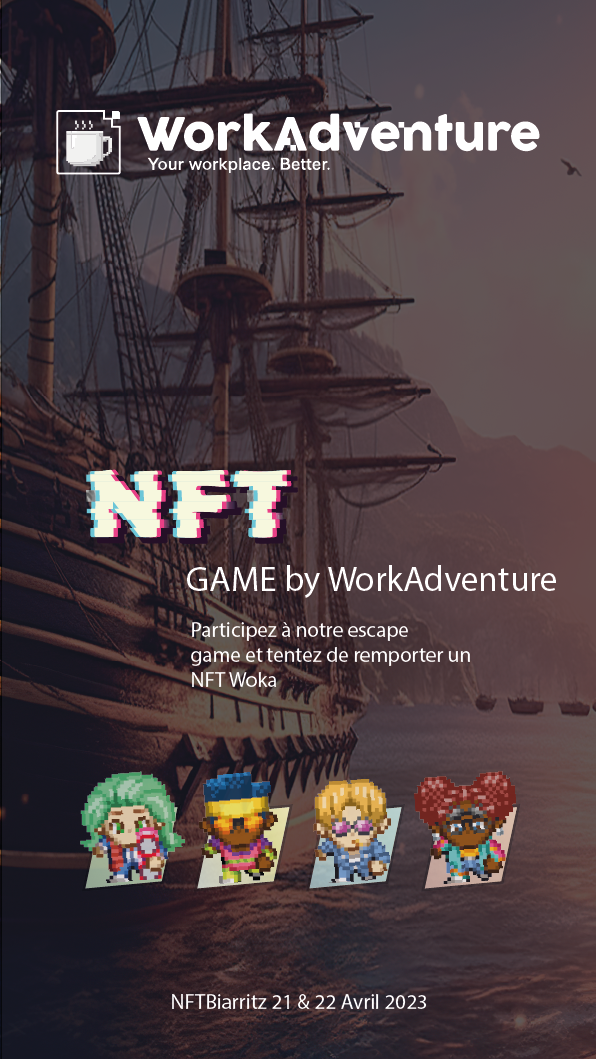 WorkAdventure
Your workplace. Better.
NFT
GAME by WorkAdventure
Participez à notre escape
game et tentez de remporter un
NFT Woka
NFTBiarritz 21 & 22 Avril 2023